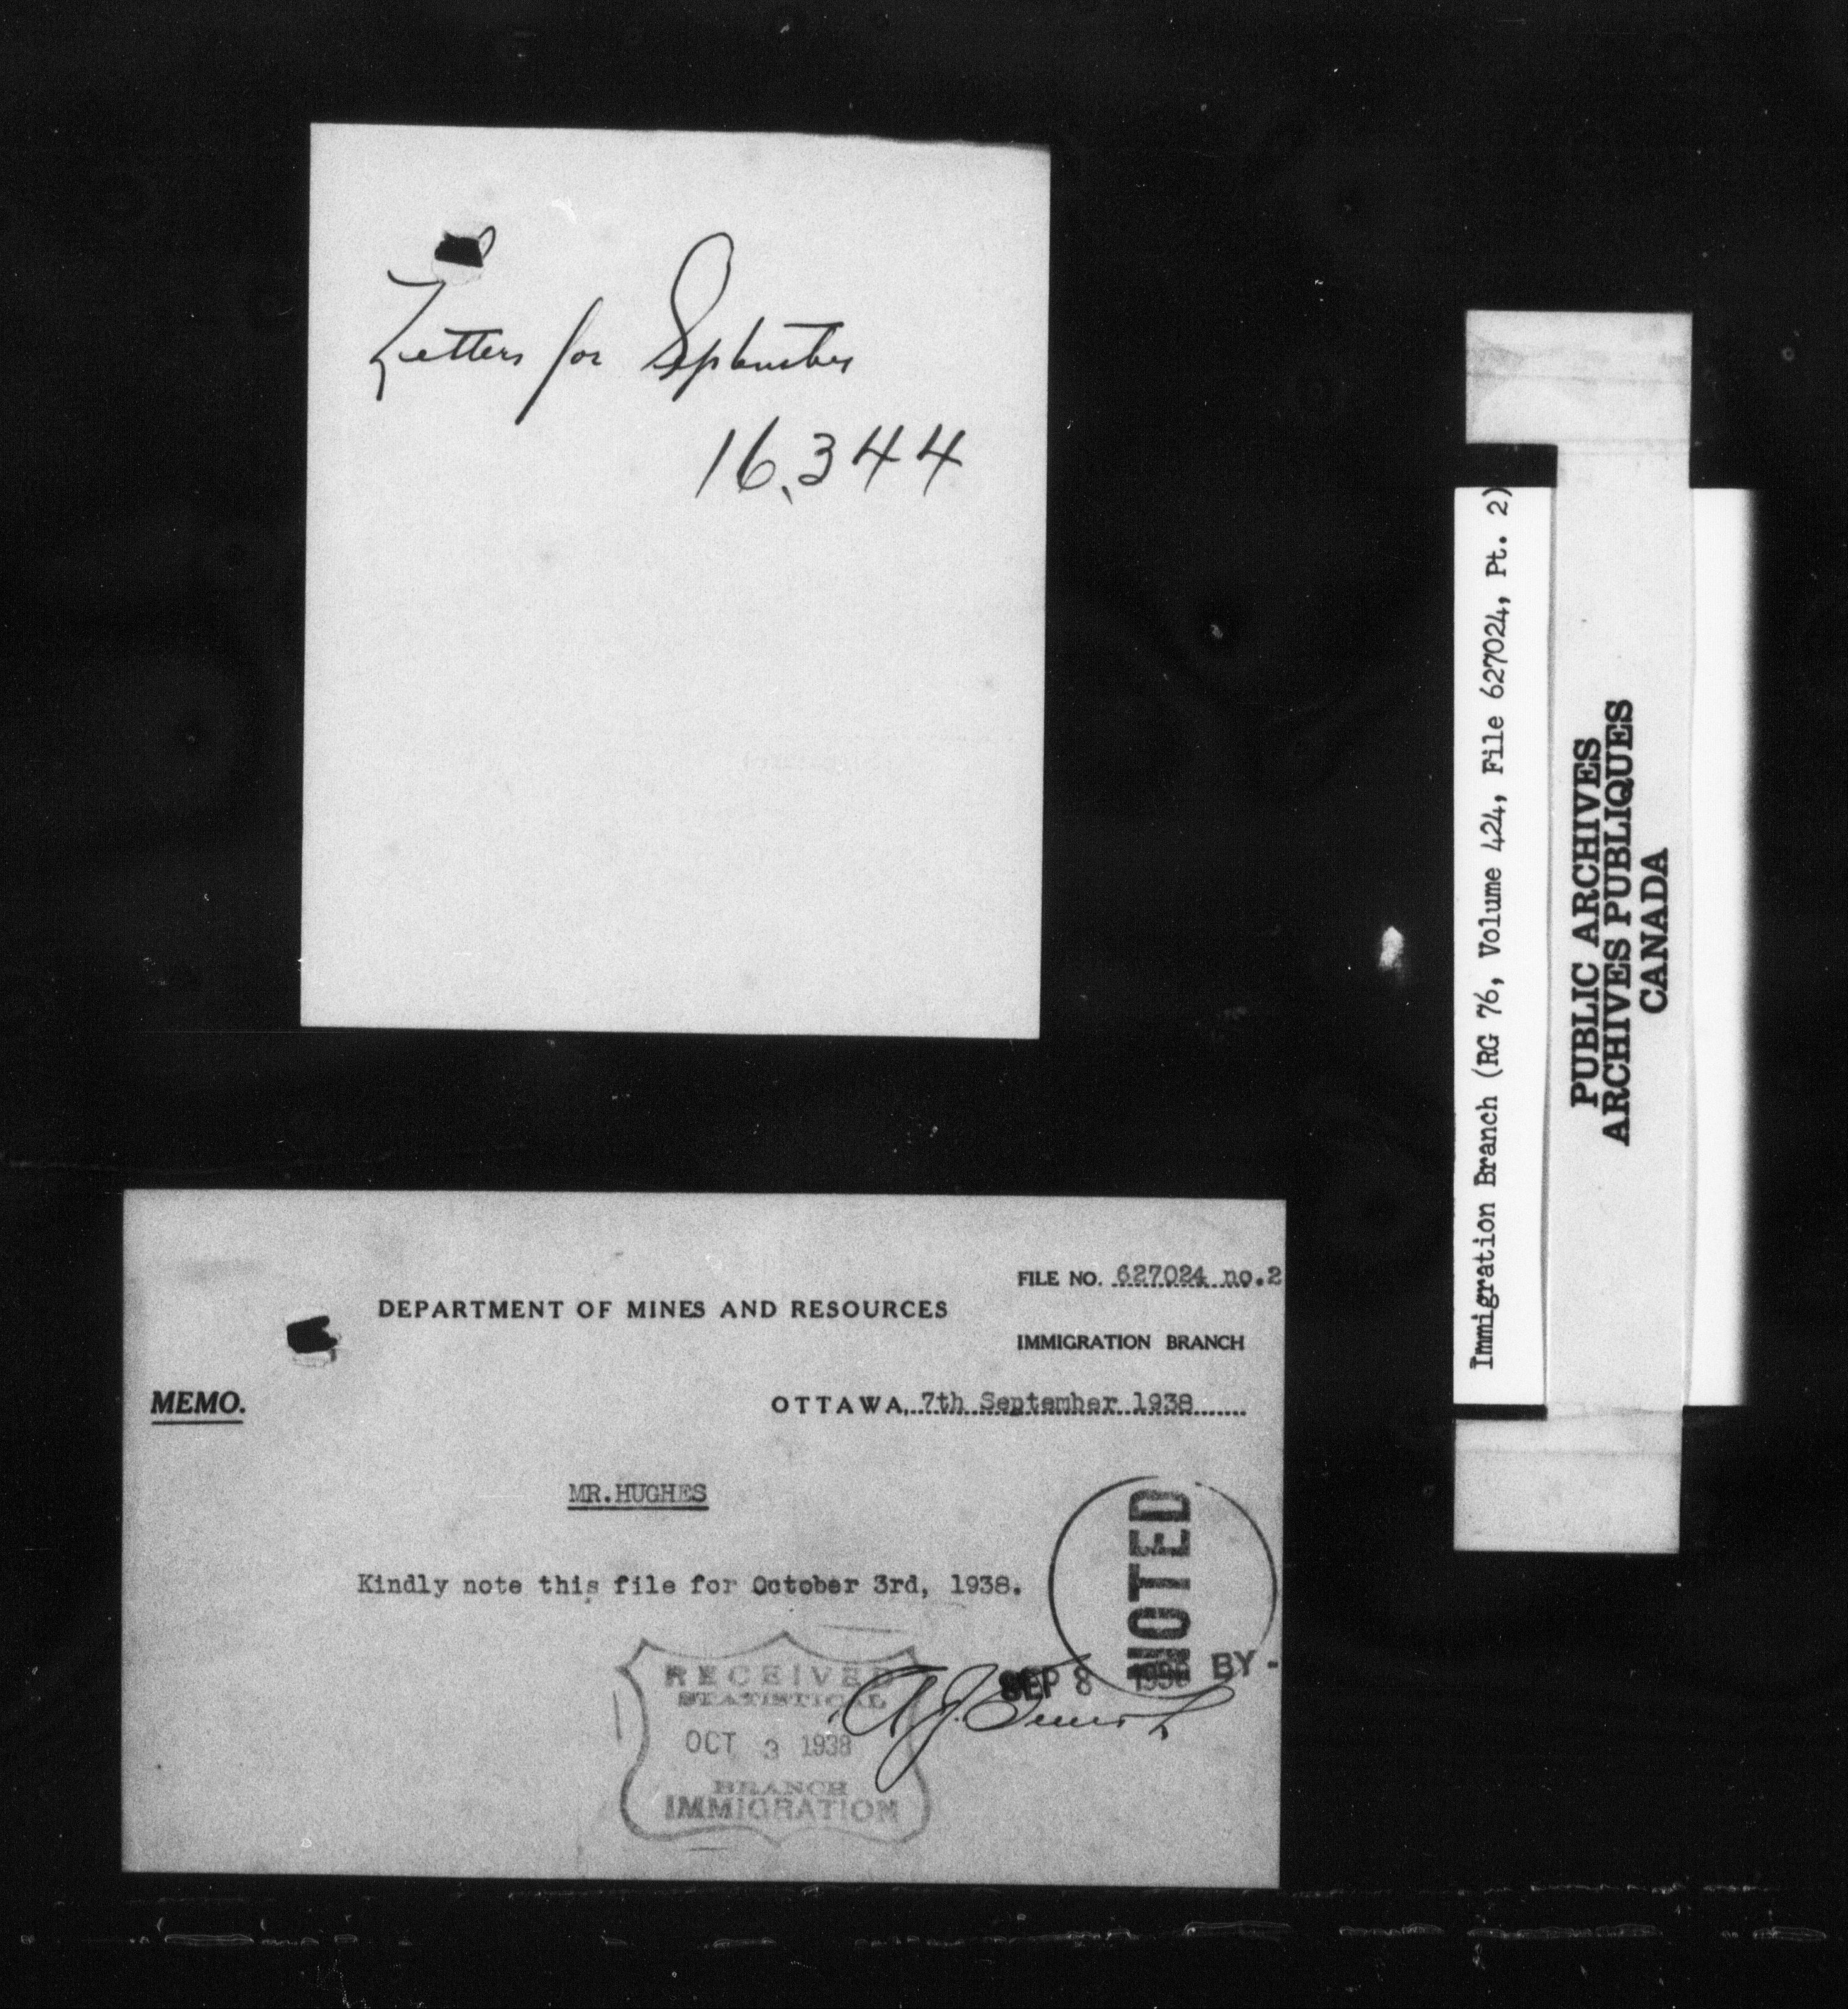 Letters for September
16,344
FILE NO. 627024 no.2
DEPARTMENT OF MINES AND RESOURCES
IMMIGRATION BRANCH
MEMO.
OTTAWA, 7th September 1938
MR.HUGHES
Kindly note this file for October 3rd, 1938.
NOTED
SEP 8 1938 BY -
RECEIVED
STATISTICAL
OCT 3 1938
BRANCH
IMMIGRATION
Immigration Branch (RG 76, Volume 424, File 627024, Pt. 2)
PUBLIC ARCHIVES
ARCHIVES PUBLIQUES
CANADA